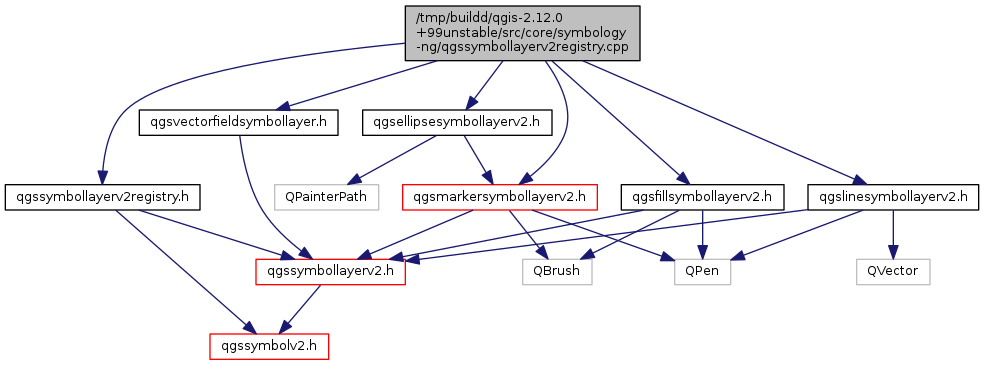 /tmp/buildd/qgis-2.12.0
+99unstable/src/core/symbology
-ng/qgssymbollayerv2registry.cpp
qgsvectorfieldsymbollayer.h
qgsellipsesymbollayerv2.h
qgssymbollayerv2registry.h
QPainterPath
qgsmarkersymbollayerv2.h
qgsfillsymbollayerv2.h
qgslinesymbollayerv2.h
qgssymbollayerv2.h
QBrush
QPen
QVector
qgssymbolv2.h